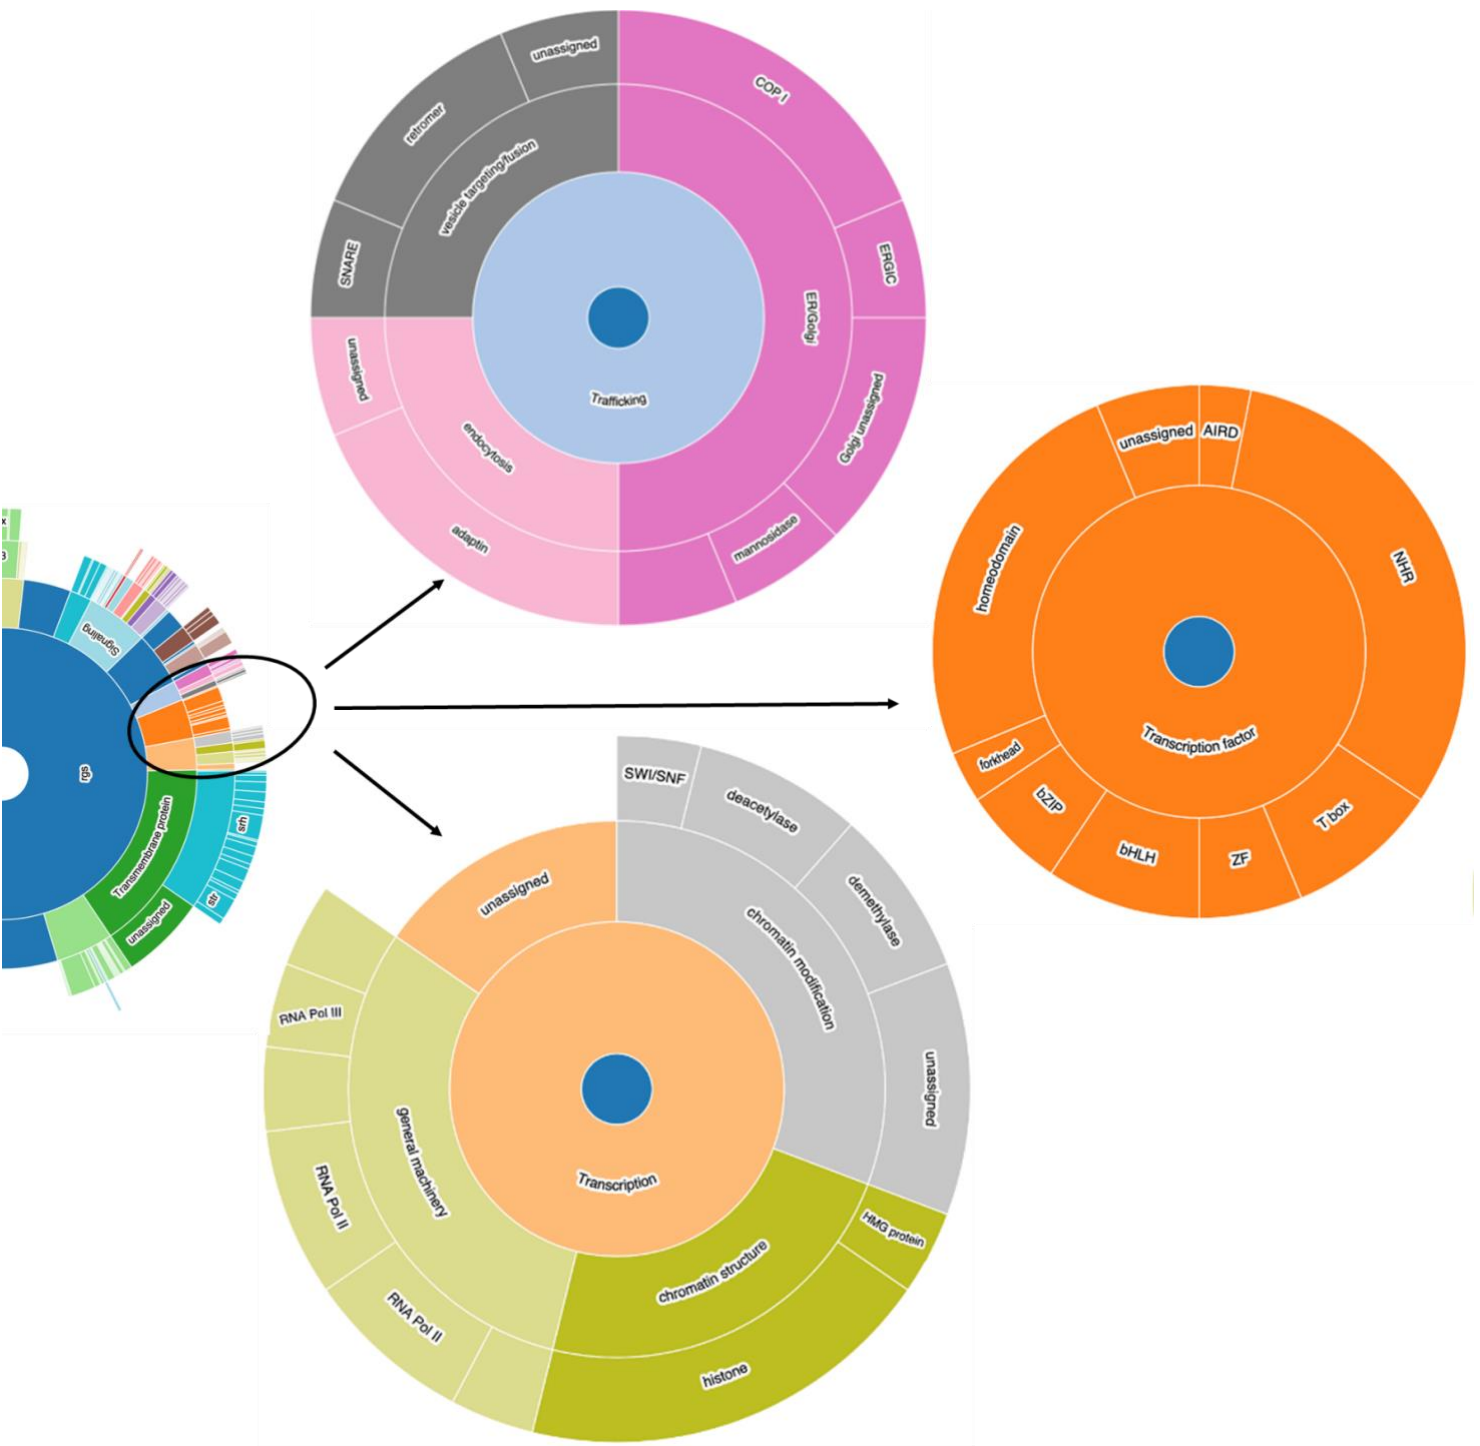 unassigned
COP I
retromer
vesicle targeting/fusion
SNARE
ERGIC
ER/Golgi
unassigned
Trafficking
endocytosis
Golgi unassigned
adaptin
mannosidase
unassigned
AIRD
homeodomain
NHR
Transcription factor
forkhead
bZIP
bHLH
ZF
T box
x
3
Signaling
rgs
Transmembrane protein
srh
str
unassigned
SWI/SNF
deacetylase
unassigned
demethylase
chromatin modification
RNA Pol III
unassigned
general machinery
Transcription
RNA Pol II
HMG protein
chromatin structure
RNA Pol II
histone